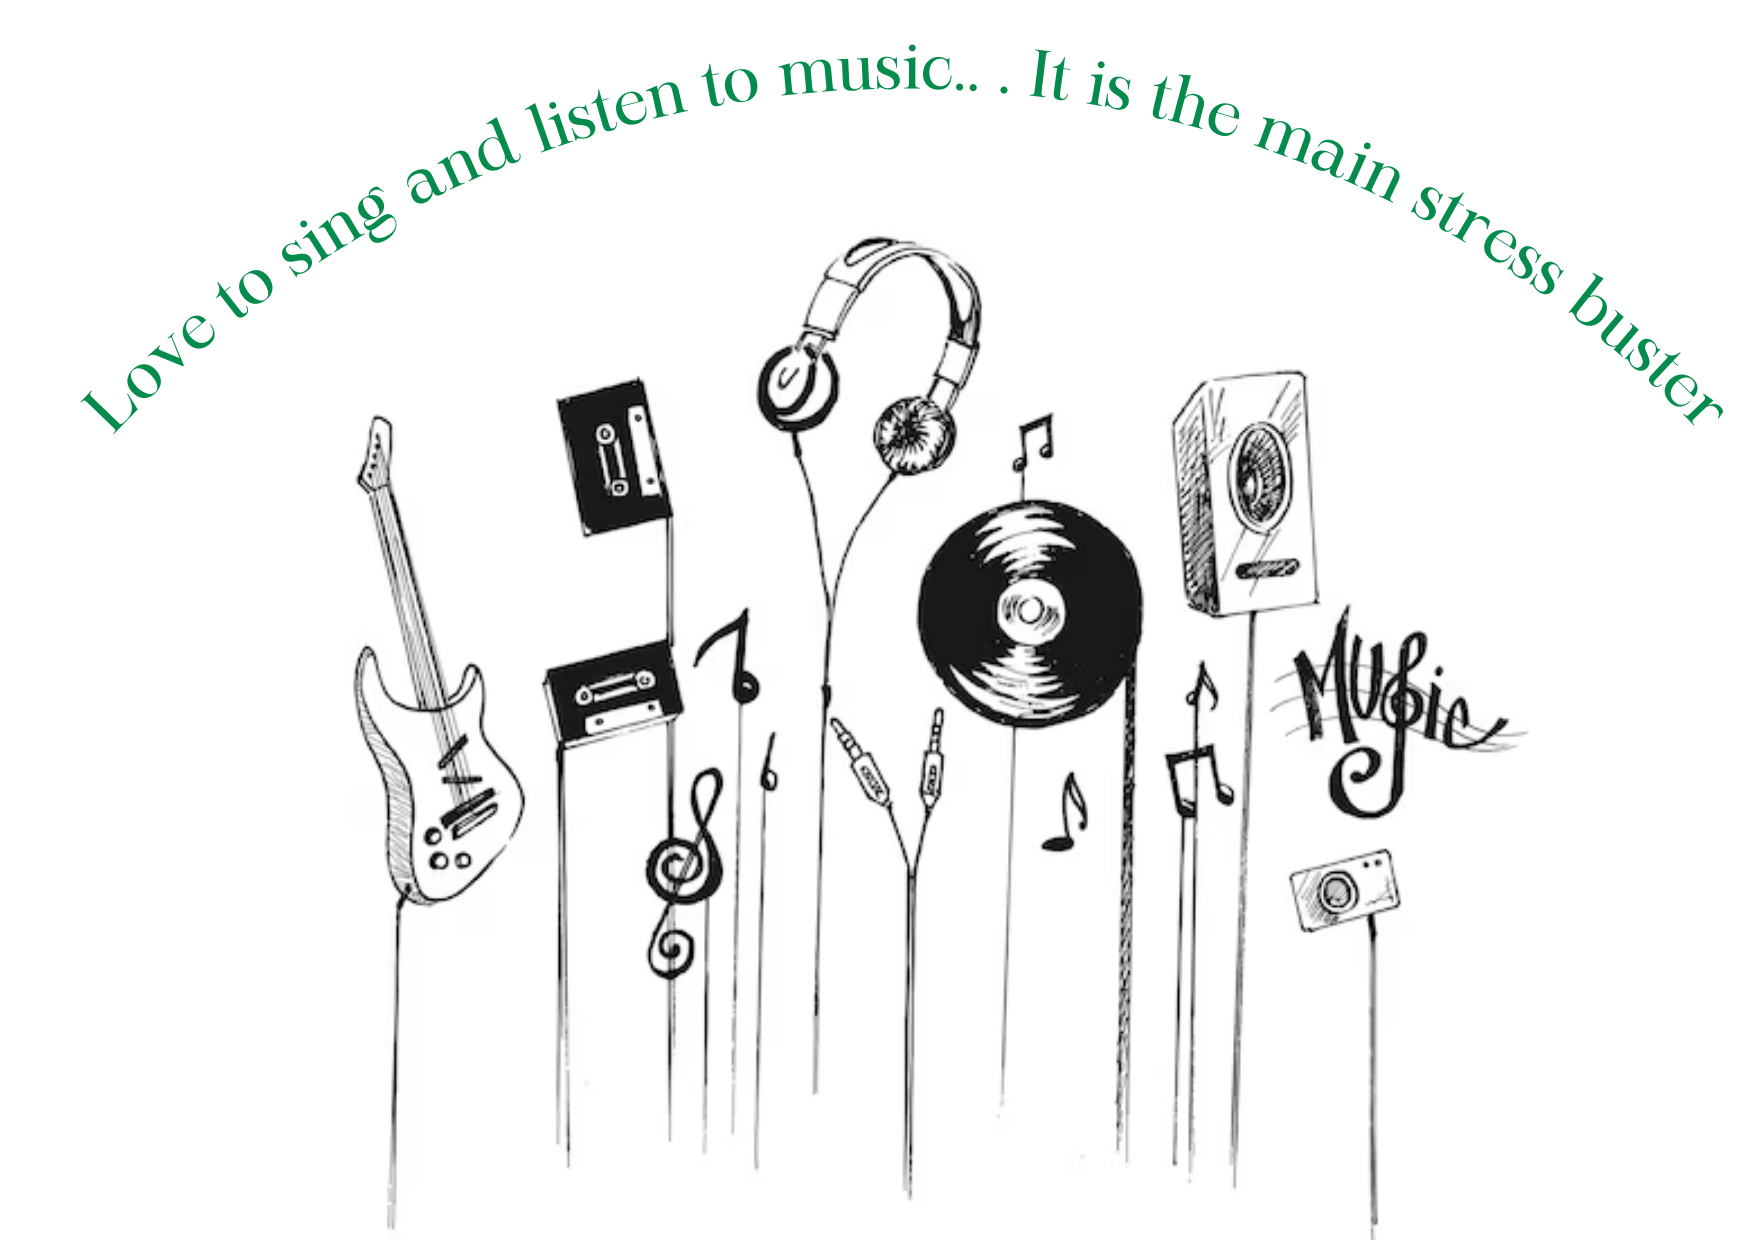 Love to sing and listen to music.. . It is the main stress buster
Music